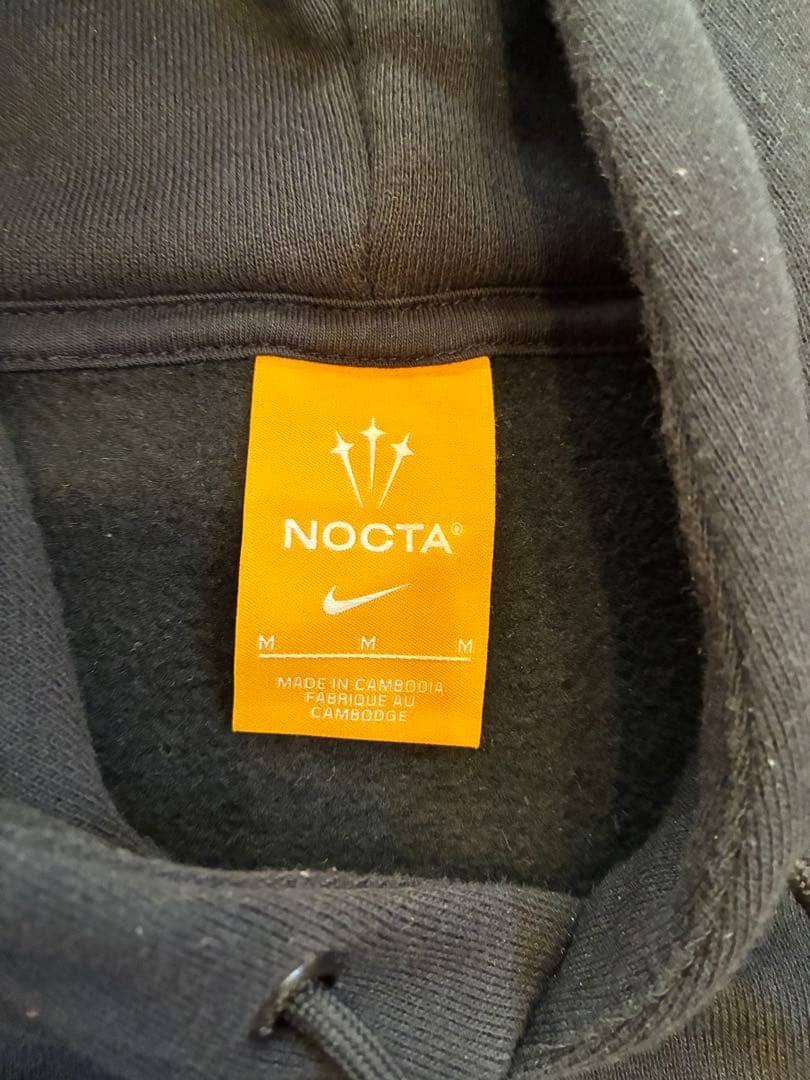 NOCTA®
M M M
MADE IN CAMBODIA
FABRIQUE AU
CAMBODGE